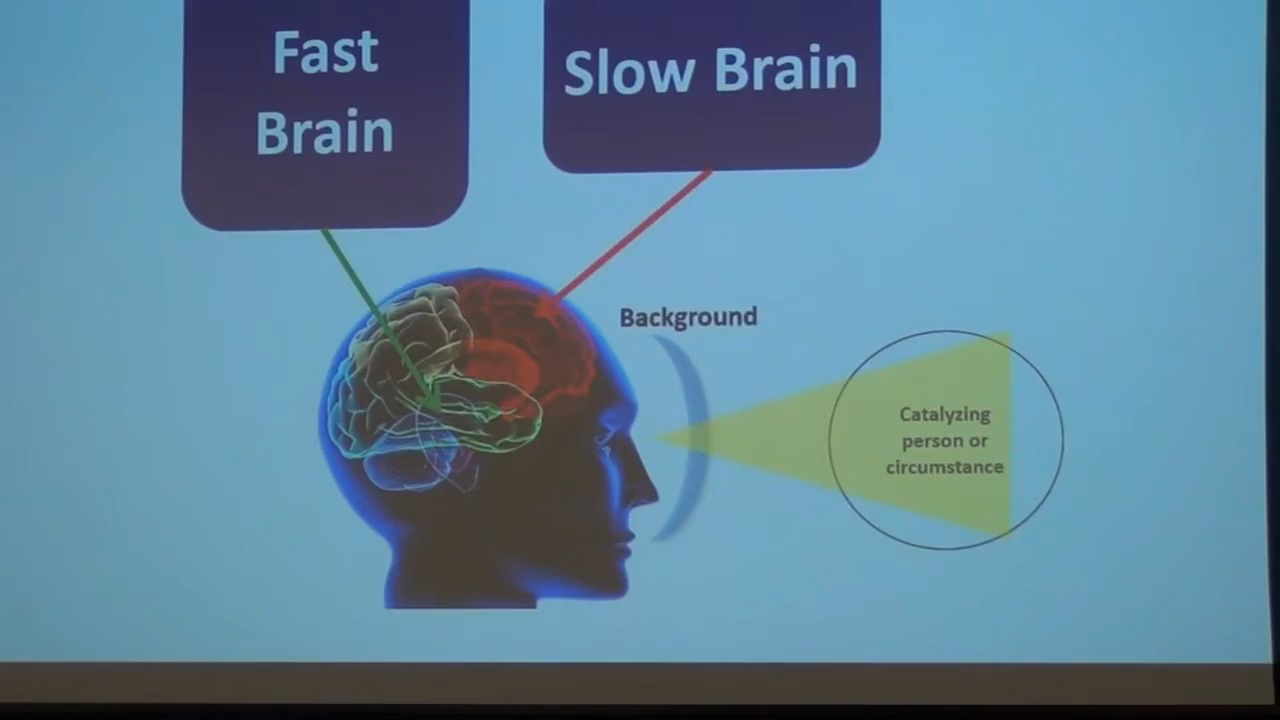 Fast
Brain
Slow Brain
Background
Catalyzing
person or
circumstance